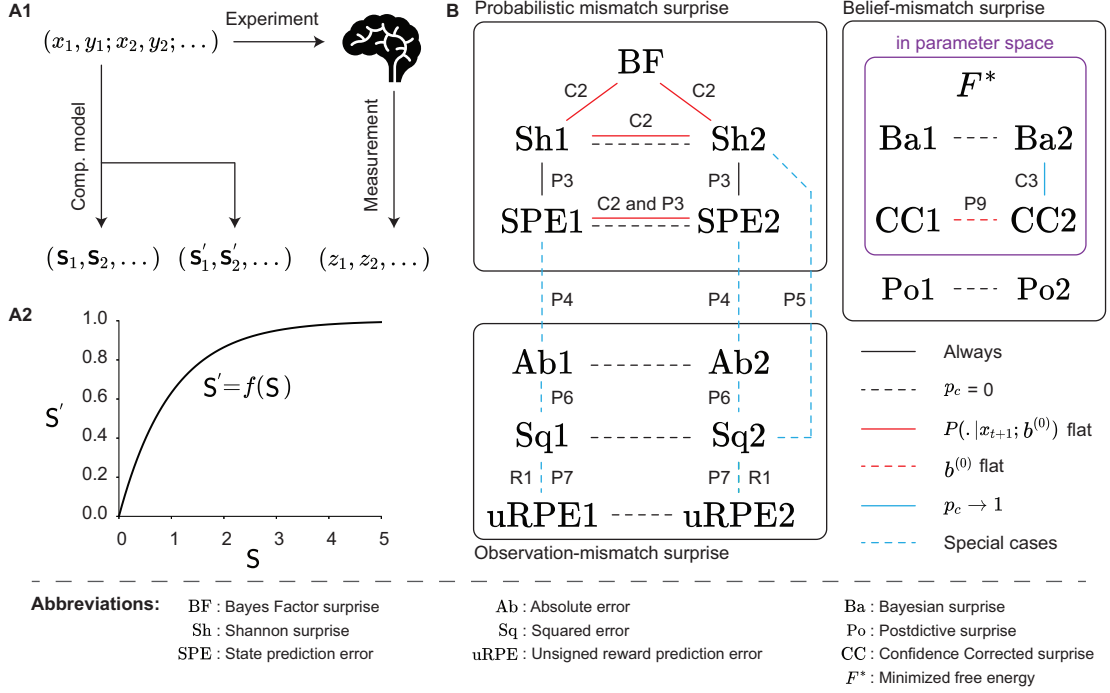 A1
Experiment
(x₁, y₁; x₂, y₂; …)
Comp. model
Measurement
(S₁, S₂, …) (S′₁, S′₂, …) (z₁, z₂, …)
A2
1.0
0.8
0.6
0.4
0.2
0.0
S′
S′=f(S)
0 1 2 3 4 5
S
B
Probabilistic mismatch surprise
BF
C2 C2
C2
Sh1 Sh2
P3 P3
C2 and P3
SPE1 SPE2
P4 P4 P5
Ab1 Ab2
P6 P6
Sq1 Sq2
R1 P7 P7 R1
uRPE1 uRPE2
Observation-mismatch surprise
Belief-mismatch surprise
in parameter space
F*
Ba1 Ba2
C3
P9
CC1 CC2
Po1 Po2
Always
p_c = 0
P(.|x_{t+1}; b^{(0)}) flat
b^{(0)} flat
p_c → 1
Special cases
Abbreviations:
BF : Bayes Factor surprise
Sh : Shannon surprise
SPE : State prediction error
Ab : Absolute error
Sq : Squared error
uRPE : Unsigned reward prediction error
Ba : Bayesian surprise
Po : Postdictive surprise
CC : Confidence Corrected surprise
F* : Minimized free energy